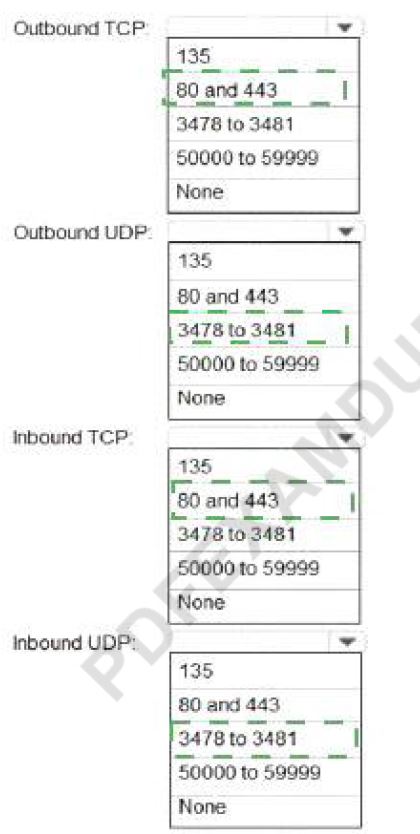 Outbound TCP:
135
80 and 443
3478 to 3481
50000 to 59999
None
Outbound UDP:
135
80 and 443
3478 to 3481
50000 to 59999
None
Inbound TCP:
135
80 and 443
3478 to 3481
50000 to 59999
None
Inbound UDP:
135
80 and 443
3478 to 3481
50000 to 59999
None